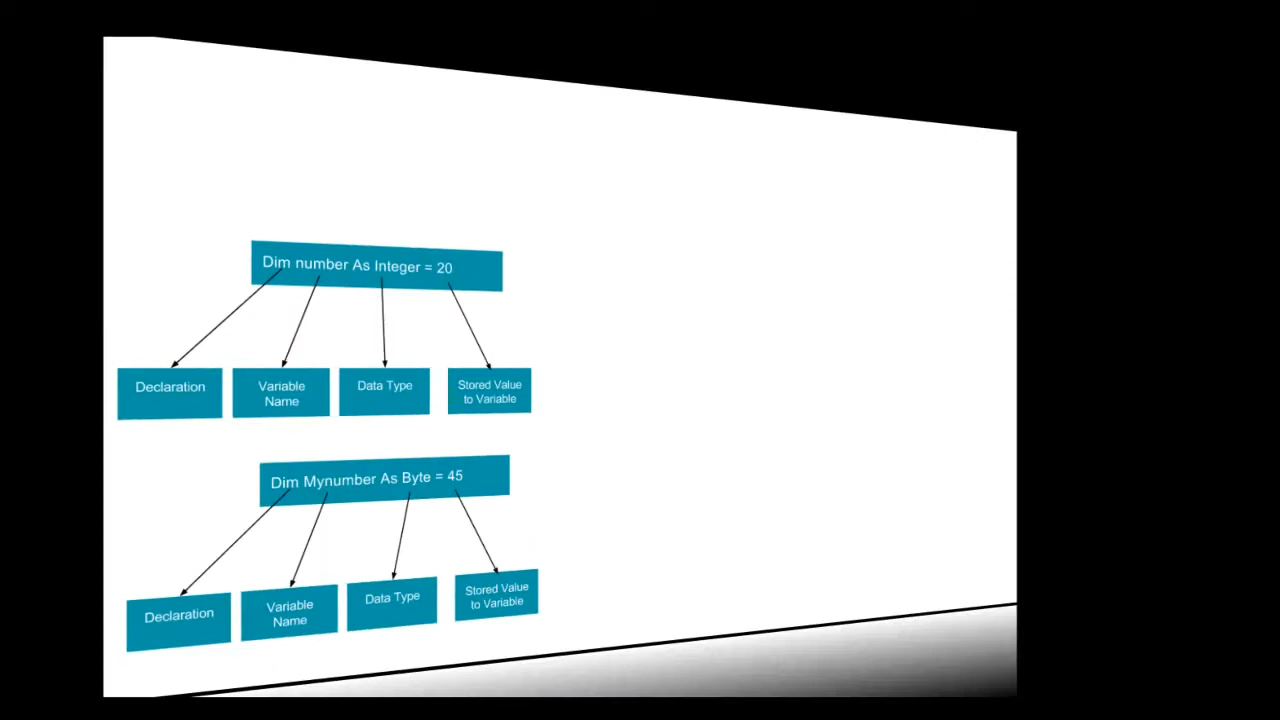 Dim number As Integer = 20
Declaration
Variable
Name
Data Type
Stored Value
to Variable
Dim Mynumber As Byte = 45
Declaration
Variable
Name
Data Type
Stored Value
to Variable